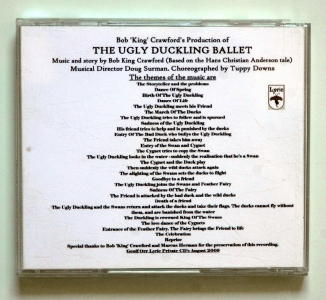 Bob 'King' Crawford's Production of
THE UGLY DUCKLING BALLET
Music and story by Bob King Crawford (Based on the Hans Christian Anderson tale)
Musical Director Doug Surman, Choreographed by Tuppy Downs
The themes of the music are
The Storyteller and the problems
Dance Of Spring
Birth Of The Ugly Duckling
Dance Of Life
The Ugly Duckling meets his Friend
The March Of The Ducks
The Ugly Duckling tries to follow and is spurned
Sadness of the Ugly Duckling
His friend tries to help and is punished by the ducks
Entry Of The Bad Duck who bullys the Ugly Duckling
The Friend takes him away
Entry of the Swan and Cygnet
The Cygnet tries to copy the Swan
The Ugly Duckling looks in the water - suddenly the realisation that he's a Swan
The Cygnet and the Duck play
Then suddenly the wild ducks attack again
The alighting of the Swan sets the ducks to flight
Goodbye to a friend
The Ugly Duckling joins the Swans and Feather Fairy
Sadness Of The Fairy
The Friend is attacked by the bad duck and the wild ducks
Death of a friend
The Ugly Duckling and the Swans return and attack the ducks and take their flags. The ducks cannot fly without
them, and are banished from the water
The Duckling is crowned King Of The Swans
The love dance of the Cygnets
Entrance of the Feather Fairy. The Fairy brings the Friend to life
The Celebration
Reprise
Special thanks to Bob 'King' Crawford and Marcus Herman for the preservation of this recording.
Geoff Orr Lyric Private CD's August 2009
Lyric